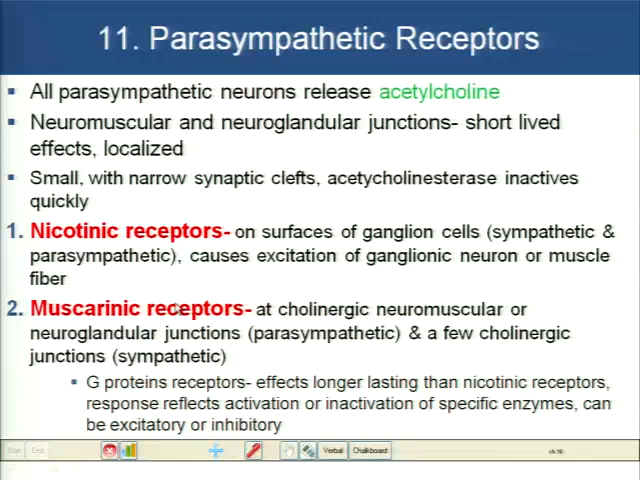 11. Parasympathetic Receptors
▪ All parasympathetic neurons release acetylcholine
▪ Neuromuscular and neuroglandular junctions- short lived
effects, localized
▪ Small, with narrow synaptic clefts, acetycholinesterase inactives
quickly
1. Nicotinic receptors- on surfaces of ganglion cells (sympathetic &
parasympathetic), causes excitation of ganglionic neuron or muscle
fiber
2. Muscarinic receptors- at cholinergic neuromuscular or
neuroglandular junctions (parasympathetic) & a few cholinergic
junctions (sympathetic)
▪ G proteins receptors- effects longer lasting than nicotinic receptors,
response reflects activation or inactivation of specific enzymes, can
be excitatory or inhibitory
Start End Verbal Chalkboard ch 16: